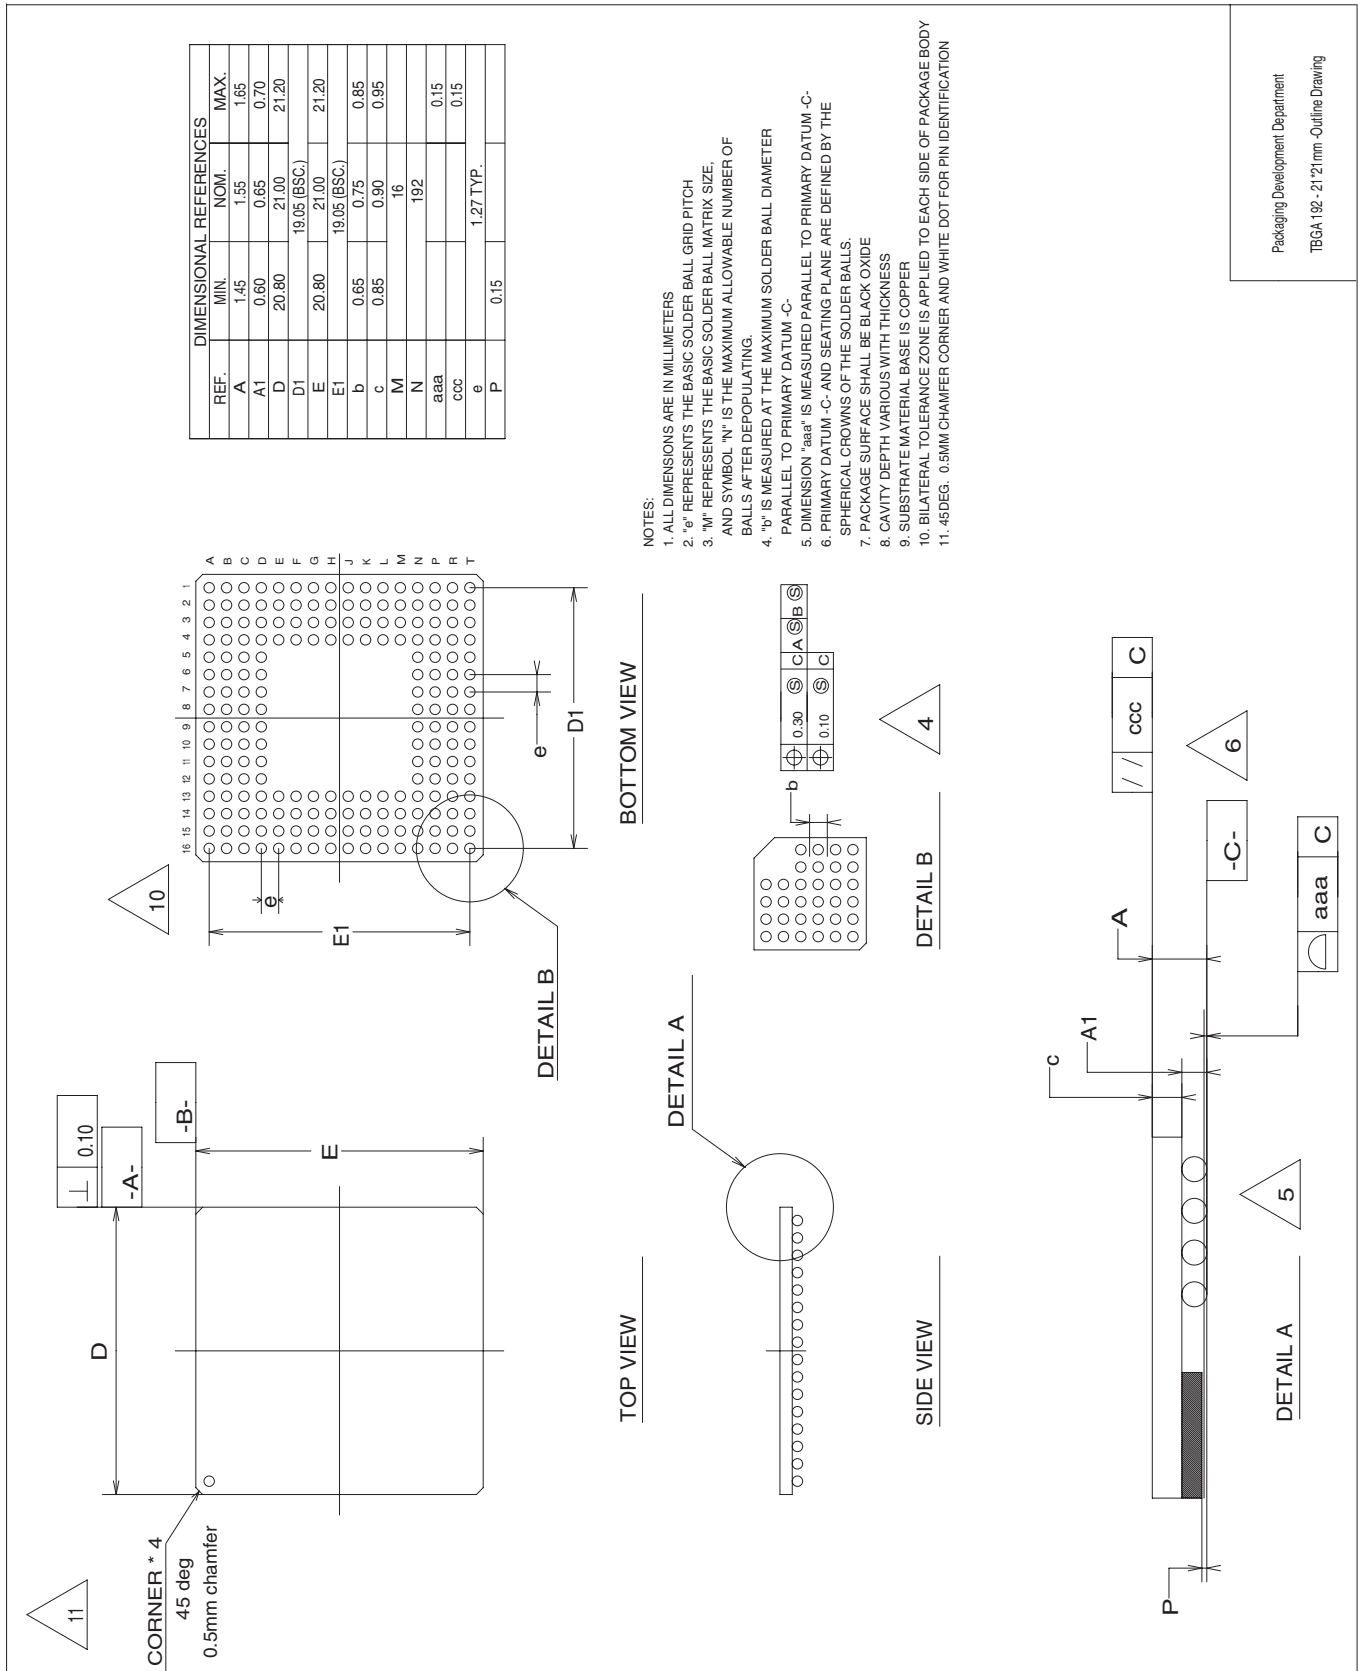 11
CORNER * 4
45 deg
0.5mm chamfer
D
⊥ 0.10
-A-
-B-
E
TOP VIEW
10
16 15 14 13 12 11 10 9 8 7 6 5 4 3 2 1
A
B
C
D
E
F
G
H
J
K
L
M
N
P
R
T
e
E1
DETAIL B
e
D1
BOTTOM VIEW
DIMENSIONAL REFERENCES
REF. MIN. NOM. MAX.
A 1.45 1.55 1.65
A1 0.60 0.65 0.70
D 20.80 21.00 21.20
D1 19.05 (BSC.)
E 20.80 21.00 21.20
E1 19.05 (BSC.)
b 0.65 0.75 0.85
c 0.85 0.90 0.95
M 16
N 192
aaa 0.15
ccc 0.15
e 1.27 TYP.
P 0.15
DETAIL A
SIDE VIEW
b
⌖ 0.30 Ⓢ C A Ⓢ B Ⓢ
⌖ 0.10 Ⓢ C
4
DETAIL B
NOTES:
1. ALL DIMENSIONS ARE IN MILLIMETERS
2. "e" REPRESENTS THE BASIC SOLDER BALL GRID PITCH
3. "M" REPRESENTS THE BASIC SOLDER BALL MATRIX SIZE,
AND SYMBOL "N" IS THE MAXIMUM ALLOWABLE NUMBER OF
BALLS AFTER DEPOPULATING.
4. "b" IS MEASURED AT THE MAXIMUM SOLDER BALL DIAMETER
PARALLEL TO PRIMARY DATUM -C-
5. DIMENSION "aaa" IS MEASURED PARALLEL TO PRIMARY DATUM -C-
6. PRIMARY DATUM -C- AND SEATING PLANE ARE DEFINED BY THE
SPHERICAL CROWNS OF THE SOLDER BALLS.
7. PACKAGE SURFACE SHALL BE BLACK OXIDE
8. CAVITY DEPTH VARIOUS WITH THICKNESS
9. SUBSTRATE MATERIAL BASE IS COPPER
10. BILATERAL TOLERANCE ZONE IS APPLIED TO EACH SIDE OF PACKAGE BODY
11. 45DEG. 0.5MM CHAMFER CORNER AND WHITE DOT FOR PIN IDENTIFICATION
P
c
A1
A
// ccc C
6
-C-
⌓ aaa C
5
DETAIL A
Packaging Development Department
TBGA 192 - 21*21mm -Outline Drawing